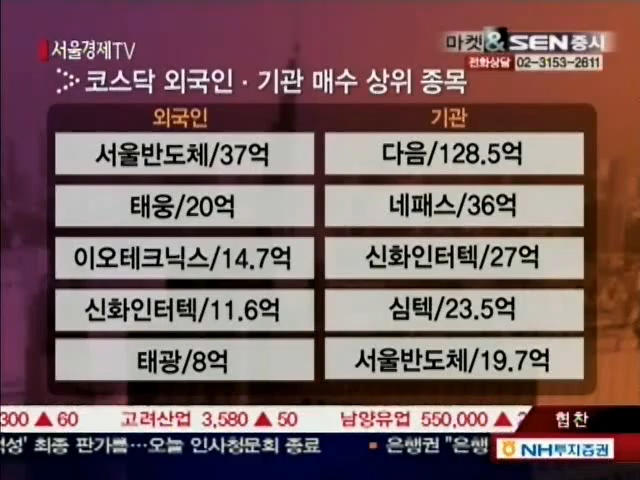 서울경제TV
마켓&SEN증시
전화상담 02-3153-2611
코스닥 외국인·기관 매수 상위 종목
외국인 기관
서울반도체/37억 다음/128.5억
태웅/20억 네패스/36억
이오테크닉스/14.7억 신화인터텍/27억
신화인터텍/11.6억 심텍/23.5억
태광/8억 서울반도체/19.7억
300 ▲60 고려산업 3,580 ▲50 남양유업 550,000 ▲ 협찬
최종 판가름...오늘 인사청문회 종료 ▪ 은행권 "은행 NH투자증권